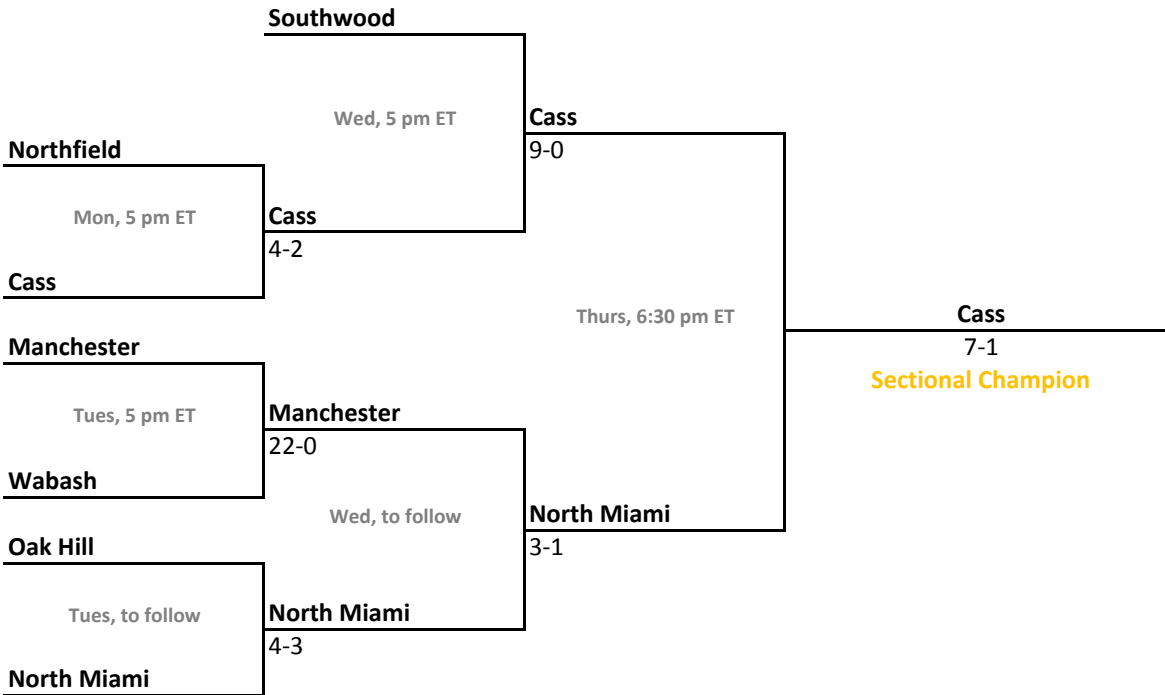 Southwood
Wed, 5 pm ET
Cass
Northfield
9-0
Mon, 5 pm ET
Cass
4-2
Cass
Thurs, 6:30 pm ET
Cass
Manchester
7-1
Sectional Champion
Tues, 5 pm ET
Manchester
22-0
Wabash
Wed, to follow
North Miami
Oak Hill
3-1
Tues, to follow
North Miami
4-3
North Miami